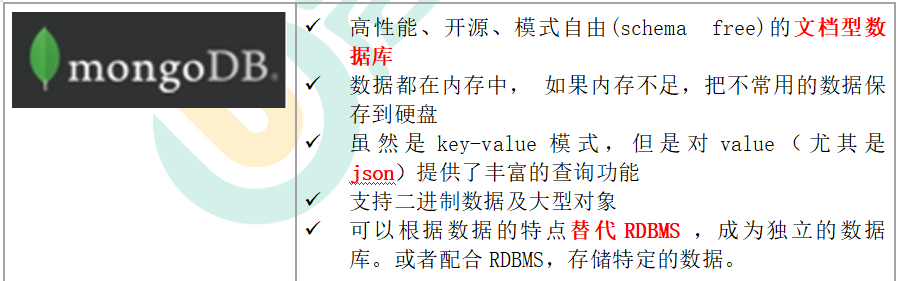 mongoDB®
✓ 高性能、开源、模式自由(schema free)的文档型数
据库
✓ 数据都在内存中, 如果内存不足,把不常用的数据保
存到硬盘
✓ 虽然是 key-value 模式,但是对 value(尤其是
json)提供了丰富的查询功能
✓ 支持二进制数据及大型对象
✓ 可以根据数据的特点替代 RDBMS ,成为独立的数据
库。或者配合 RDBMS,存储特定的数据。